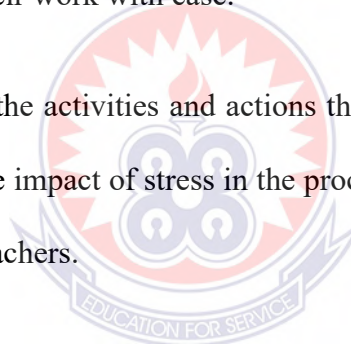 their work with ease.
the activities and actions th
e impact of stress in the proc
achers.
EDUCATION FOR SERVICE